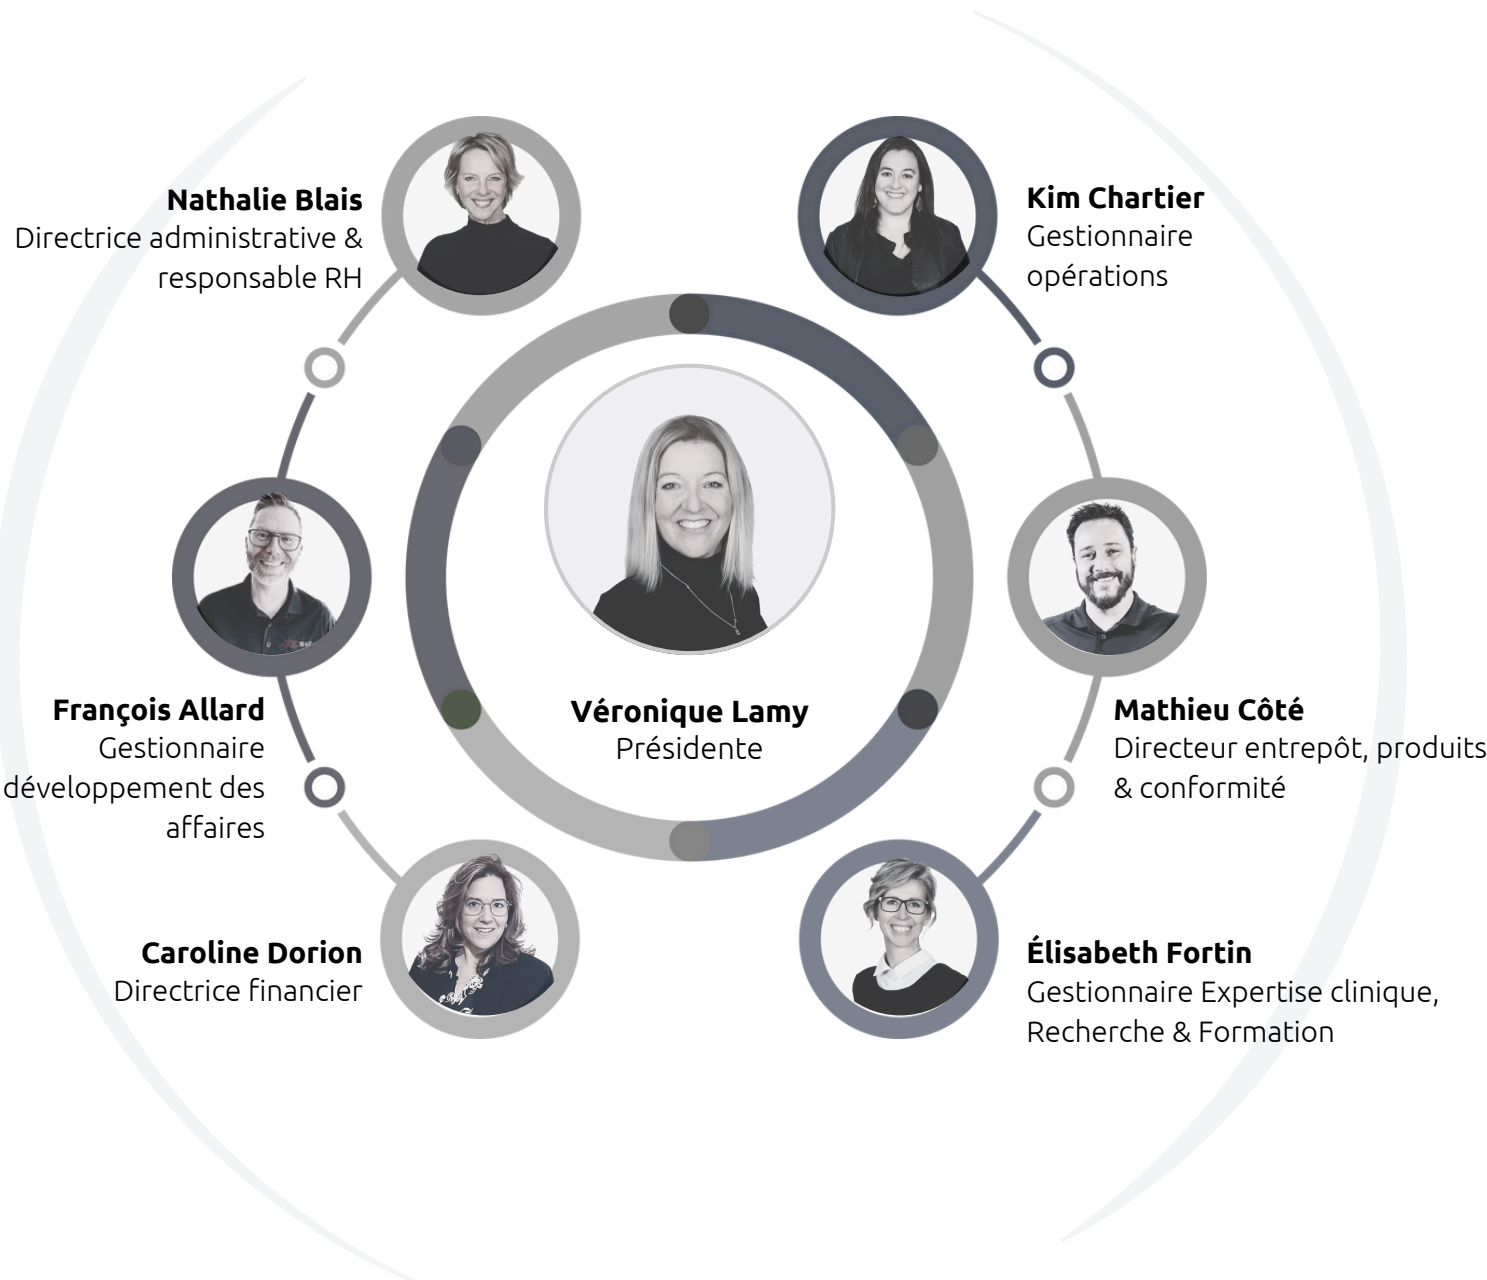 Nathalie Blais
Directrice administrative &
responsable RH
Kim Chartier
Gestionnaire
opérations
François Allard
Gestionnaire
développement des
affaires
Véronique Lamy
Présidente
Mathieu Côté
Directeur entrepôt, produits
& conformité
Caroline Dorion
Directrice financier
Élisabeth Fortin
Gestionnaire Expertise clinique,
Recherche & Formation